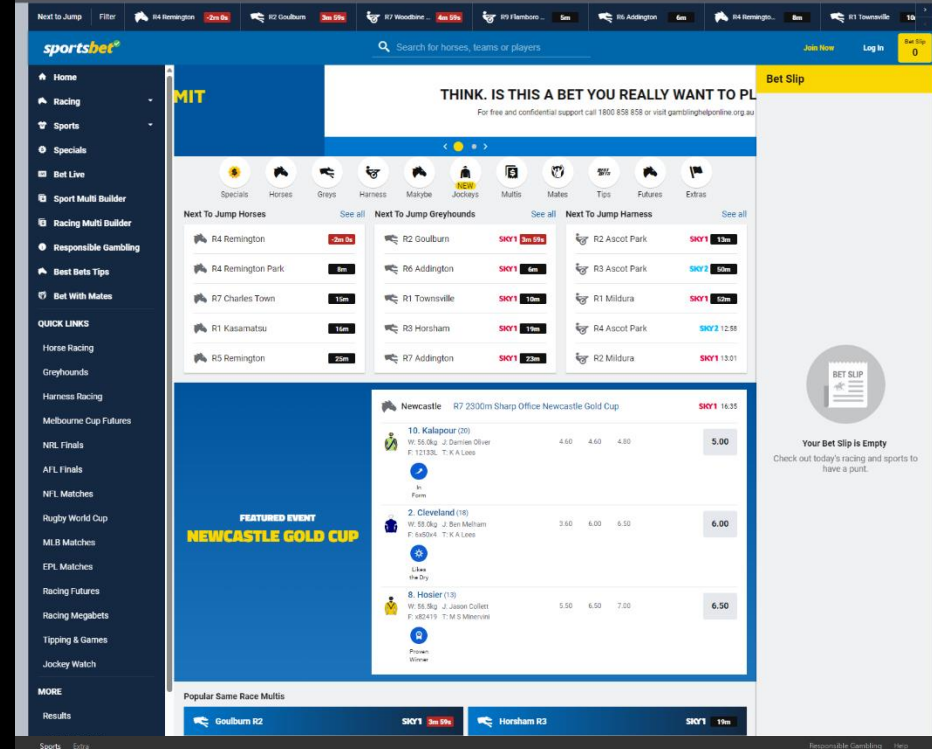 Next to Jump Filter R4 Remington -2m 0s R2 Goulburn 3m 59s R7 Woodbine ... 4m 59s R9 Flamboro ... 5m R6 Addington 6m R4 Remingto... 8m R1 Townsville
sportsbet
Search for horses, teams or players
Join Now Log In Bet Slip 0
Home
Racing
Sports
Specials
Bet Live
Sport Multi Builder
Racing Multi Builder
Responsible Gambling
Best Bets Tips
Bet With Mates
QUICK LINKS
Horse Racing
Greyhounds
Harness Racing
Melbourne Cup Futures
NRL Finals
AFL Finals
NFL Matches
Rugby World Cup
MLB Matches
EPL Matches
Racing Futures
Racing Megabets
Tipping & Games
Jockey Watch
MORE
Results
MIT
THINK. IS THIS A BET YOU REALLY WANT TO PL
For free and confidential support call 1800 858 858 or visit gamblinghelponline.org.au
NEW
Specials Horses Greys Harness Makybe Jockeys Multis Mates Tips Futures Extras
Next To Jump Horses See all
R4 Remington -2m 0s
R4 Remington Park 8m
R7 Charles Town 15m
R1 Kasamatsu 16m
R5 Remington 25m
Next To Jump Greyhounds See all
R2 Goulburn SKY1 3m 59s
R6 Addington SKY1 6m
R1 Townsville SKY1 10m
R3 Horsham SKY1 19m
R7 Addington SKY1 23m
Next To Jump Harness See all
R2 Ascot Park SKY1 13m
R3 Ascot Park SKY2 50m
R1 Mildura SKY1 52m
R4 Ascot Park SKY2 12:58
R2 Mildura SKY1 13:01
FEATURED EVENT
NEWCASTLE GOLD CUP
Newcastle R7 2300m Sharp Office Newcastle Gold Cup SKY1 16:35
10. Kalapour (20)
W: 56.0kg J: Damien Oliver 4.60 4.60 4.80 5.00
F: 12133L T: K A Lees
In
Form
2. Cleveland (18)
W: 58.0kg J: Ben Melham 3.60 6.00 6.50 6.00
F: 6x50x4 T: K A Lees
Likes
the Dry
8. Hosier (13)
W: 56.5kg J: Jason Collett 5.50 6.50 7.00 6.50
F: x82419 T: M S Minervini
Proven
Winner
Popular Same Race Multis
Goulburn R2 SKY1 3m 59s
Horsham R3 SKY1 19m
Bet Slip
BET SLIP
Your Bet Slip is Empty
Check out today's racing and sports to
have a punt.
Sports Extra
Responsible Gambling Help